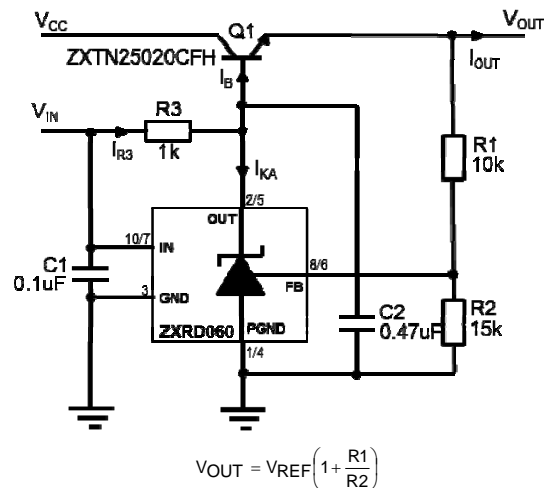 VCC
Q1
VOUT
ZXTN25020CFH
IB
IOUT
VIN
R3
IR3
1k
IKA
R1
10k
2/5
OUT
10/7
IN
8/6
FB
C1
0.1uF
3
GND
C2
0.47uF
R2
15k
ZXRD060
PGND
1/4
VOUT = VREF(1 + R1/R2)